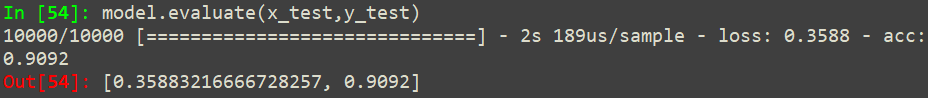 In [54]: model.evaluate(x_test,y_test)
10000/10000 [==============================] - 2s 189us/sample - loss: 0.3588 - acc:
0.9092
Out[54]: [0.35883216666728257, 0.9092]